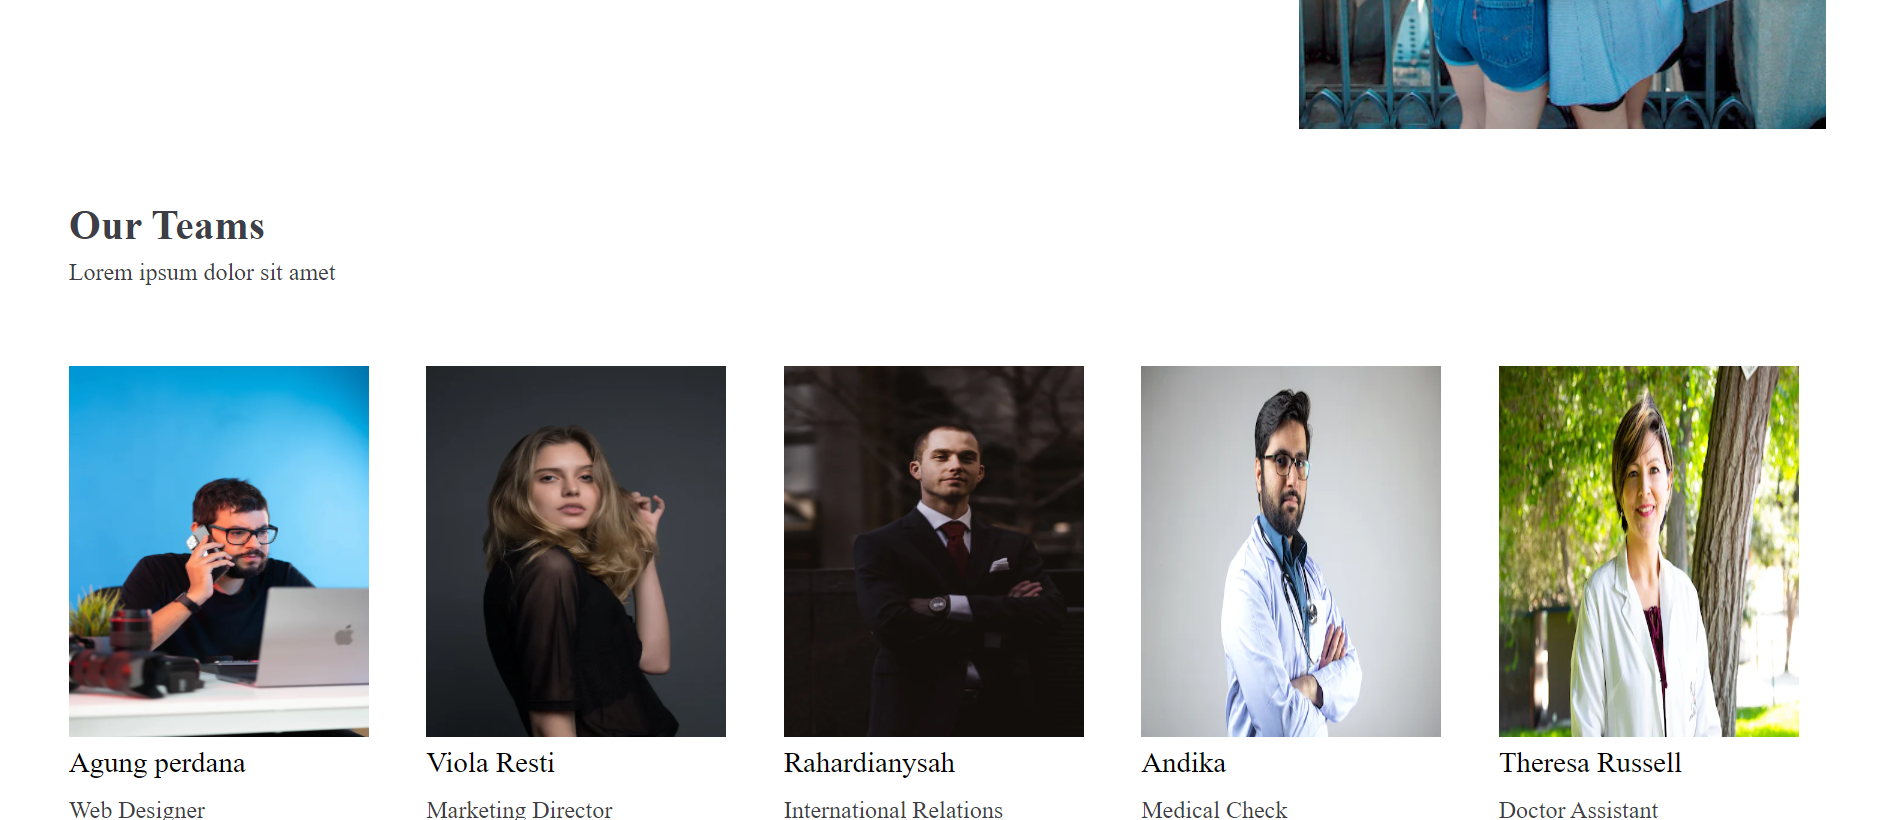 Our Teams
Lorem ipsum dolor sit amet
Agung perdana
Viola Resti
Rahardianysah
Andika
Theresa Russell
Web Designer
Marketing Director
International Relations
Medical Check
Doctor Assistant